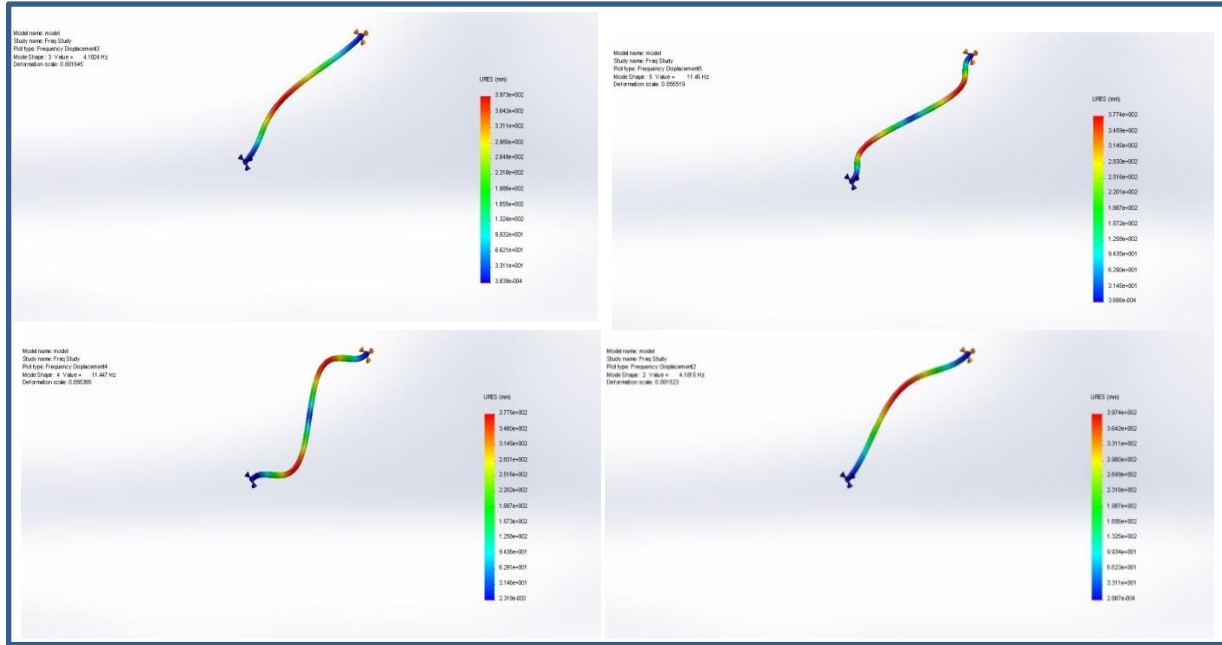 Model name: model
Study name: Freq Study
Plot type: Frequency Displacement3
Mode Shape : 3 Value = 4.1824 Hz
Deformation scale: 0.801645
URES (mm)
3.973e+002
3.642e+002
3.311e+002
2.980e+002
2.649e+002
2.318e+002
1.986e+002
1.655e+002
1.324e+002
9.932e+001
6.621e+001
3.311e+001
3.839e-004
Model name: model
Study name: Freq Study
Plot type: Frequency Displacement5
Mode Shape : 5 Value = 11.45 Hz
Deformation scale: 0.856519
URES (mm)
3.774e+002
3.459e+002
3.145e+002
2.830e+002
2.516e+002
2.201e+002
1.887e+002
1.572e+002
1.258e+002
9.435e+001
6.290e+001
3.145e+001
3.686e-004
Model name: model
Study name: Freq Study
Plot type: Frequency Displacement4
Mode Shape : 4 Value = 11.447 Hz
Deformation scale: 0.856366
URES (mm)
3.775e+002
3.460e+002
3.145e+002
2.831e+002
2.516e+002
2.202e+002
1.887e+002
1.573e+002
1.258e+002
9.436e+001
6.291e+001
3.146e+001
2.319e-003
Model name: model
Study name: Freq Study
Plot type: Frequency Displacement2
Mode Shape : 2 Value = 4.1815 Hz
Deformation scale: 0.801523
URES (mm)
3.974e+002
3.642e+002
3.311e+002
2.980e+002
2.649e+002
2.318e+002
1.987e+002
1.656e+002
1.325e+002
9.934e+001
6.623e+001
3.311e+001
2.867e-004